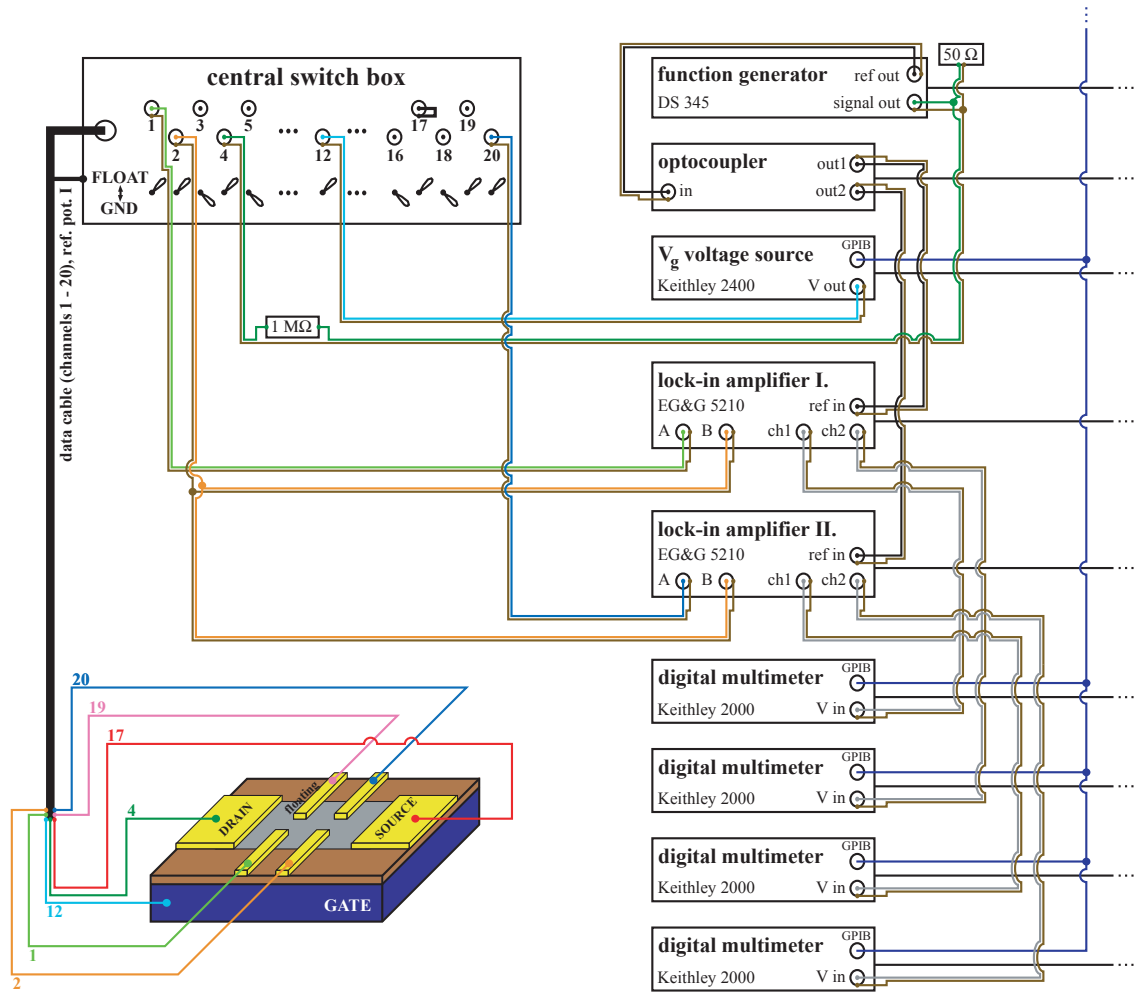 central switch box
1
3
5
17
19
2
4
12
16
18
20
FLOAT
GND
data cable (channels 1 - 20), ref. pot. I
1 MΩ
50 Ω
function generator
ref out
DS 345
signal out
optocoupler
out1
in
out2
Vg voltage source
GPIB
Keithley 2400
V out
lock-in amplifier I.
EG&G 5210
ref in
A
B
ch1
ch2
lock-in amplifier II.
EG&G 5210
ref in
A
B
ch1
ch2
digital multimeter
GPIB
Keithley 2000
V in
digital multimeter
GPIB
Keithley 2000
V in
digital multimeter
GPIB
Keithley 2000
V in
digital multimeter
GPIB
Keithley 2000
V in
20
19
17
4
12
1
2
floating
DRAIN
SOURCE
GATE